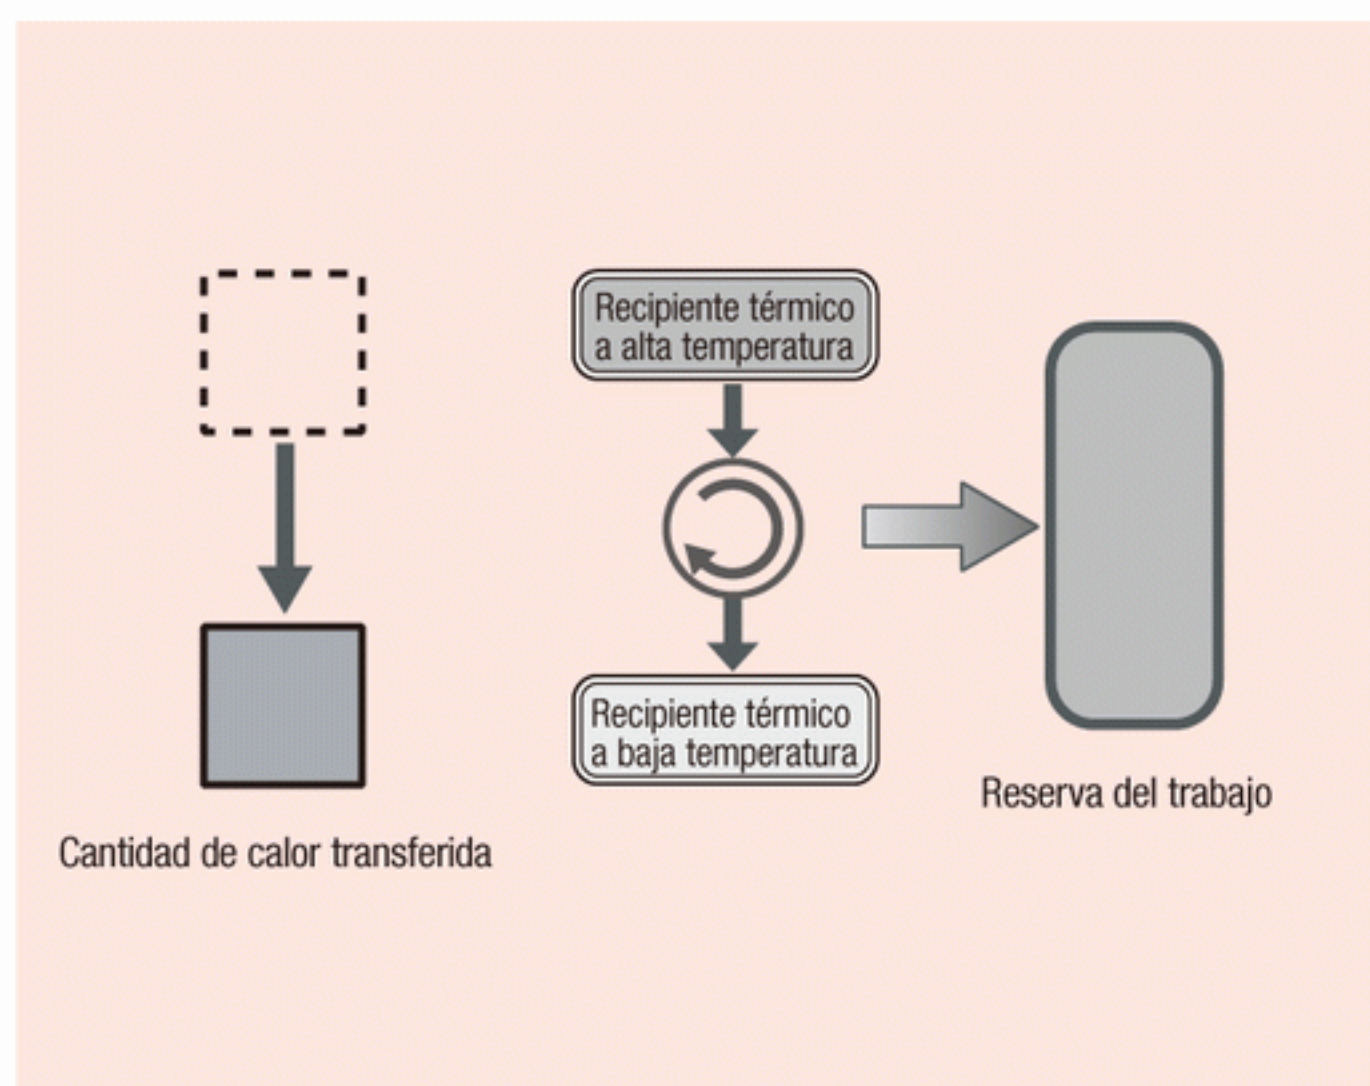 Recipiente térmico
a alta temperatura
Recipiente térmico
a baja temperatura
Reserva del trabajo
Cantidad de calor transferida